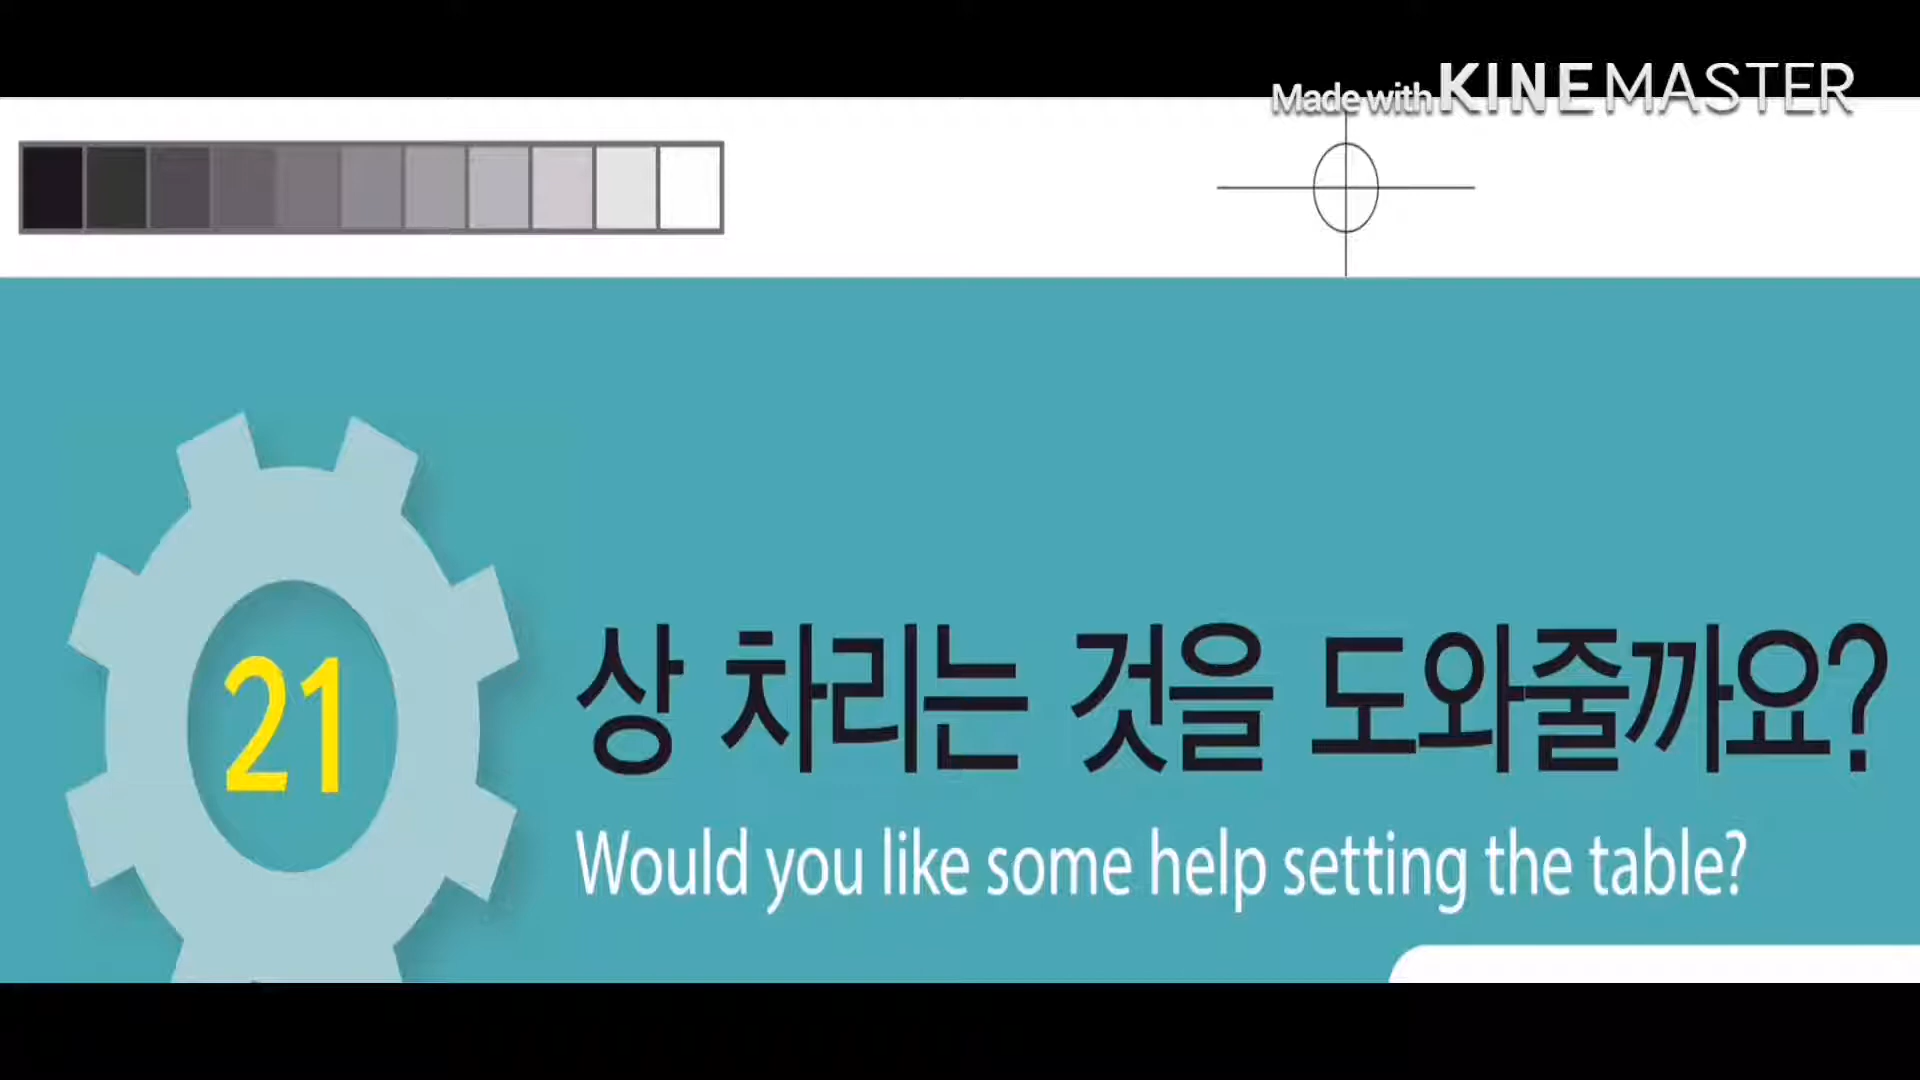 Made with KINEMASTER
21
상 차리는 것을 도와줄까요?
Would you like some help setting the table?